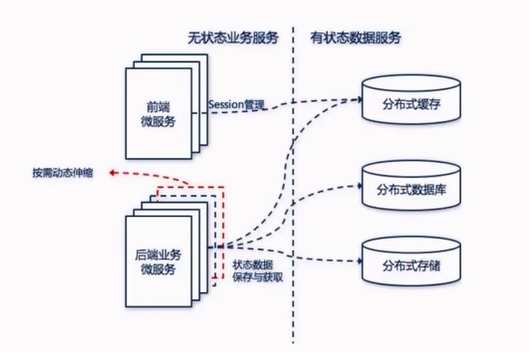 无状态业务服务
有状态数据服务
前端
微服务
Session管理
分布式缓存
按需动态伸缩
分布式数据库
后端业务
微服务
状态数据
保存与获取
分布式存储